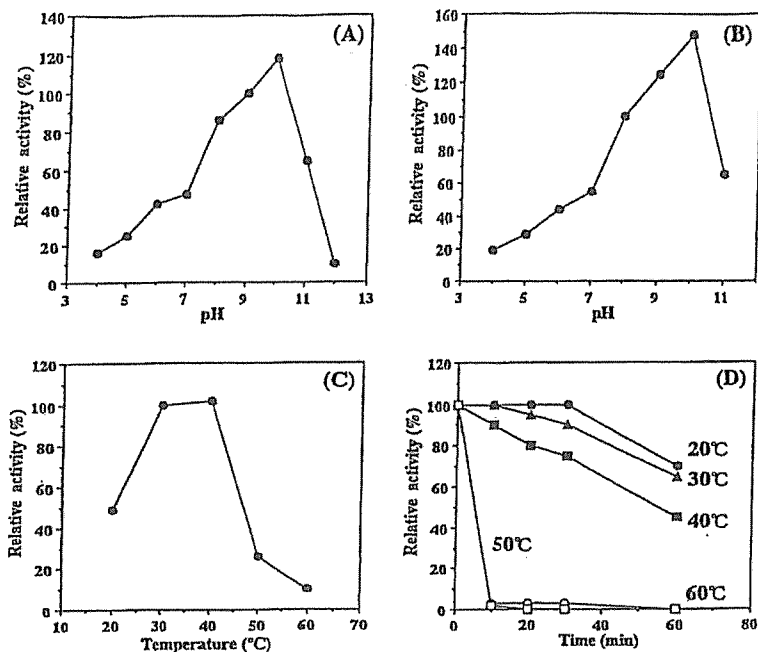 (A)
Relative activity (%)
140
120
100
80
60
40
20
0
3 5 7 9 11 13
pH
(B)
Relative activity (%)
160
140
120
100
80
60
40
20
0
3 5 7 9 11
pH
(C)
Relative activity (%)
120
100
80
60
40
20
0
10 20 30 40 50 60 70
Temperature (°C)
(D)
Relative activity (%)
120
100
80
60
40
20
0
20℃
30℃
40℃
50℃
60℃
0 20 40 60 80
Time (min)